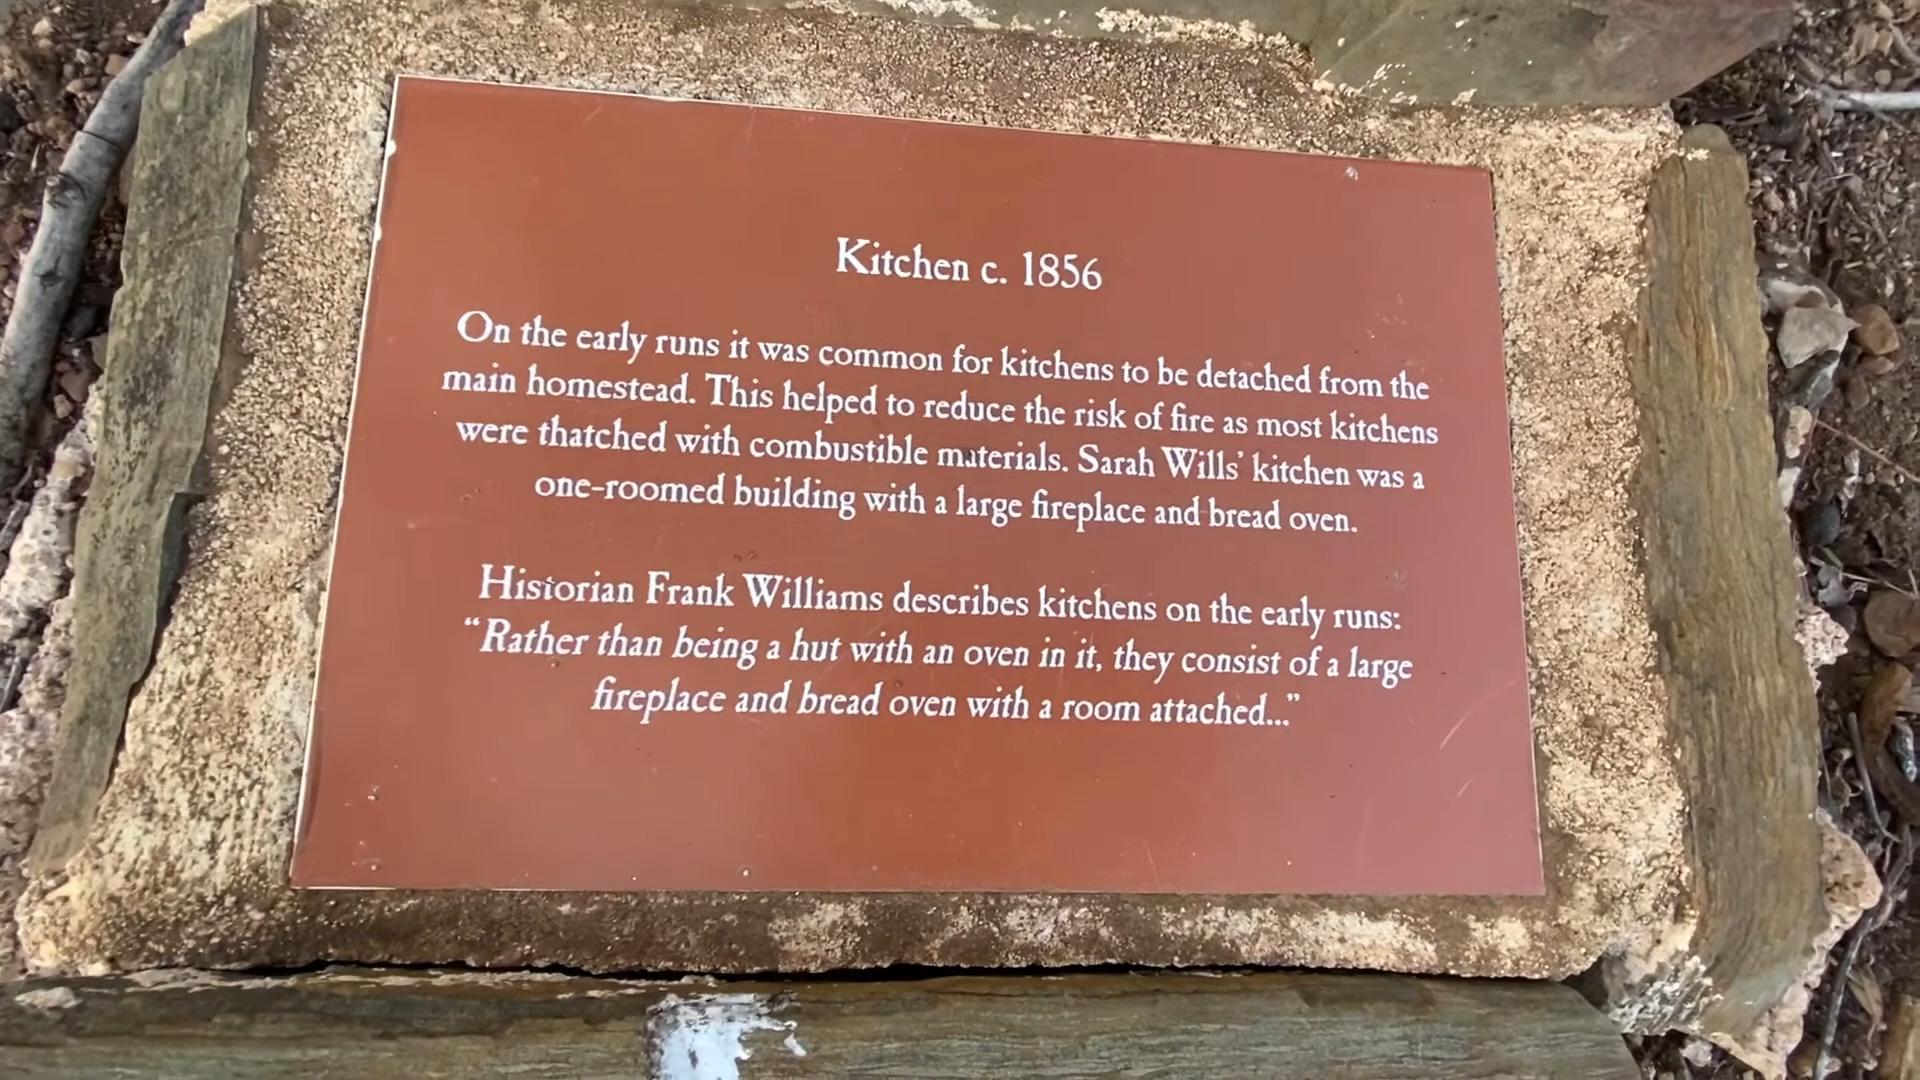 Kitchen c. 1856
On the early runs it was common for kitchens to be detached from the
main homestead. This helped to reduce the risk of fire as most kitchens
were thatched with combustible materials. Sarah Wills’ kitchen was a
one-roomed building with a large fireplace and bread oven.
Historian Frank Williams describes kitchens on the early runs:
“Rather than being a hut with an oven in it, they consist of a large
fireplace and bread oven with a room attached...”